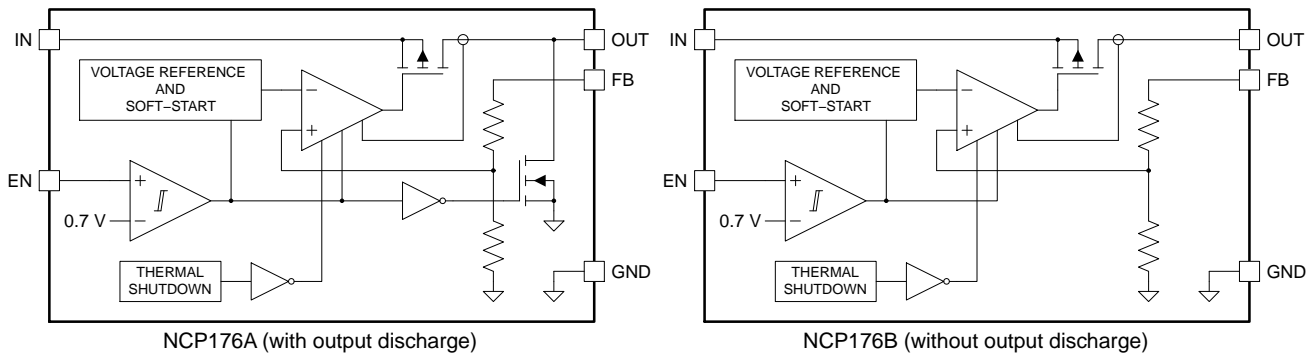 IN
OUT
FB
VOLTAGE REFERENCE
AND
SOFT−START
−
+
EN
+
0.7 V
−
THERMAL
SHUTDOWN
GND
NCP176A (with output discharge)
IN
OUT
FB
VOLTAGE REFERENCE
AND
SOFT−START
−
+
EN
+
0.7 V
−
THERMAL
SHUTDOWN
GND
NCP176B (without output discharge)